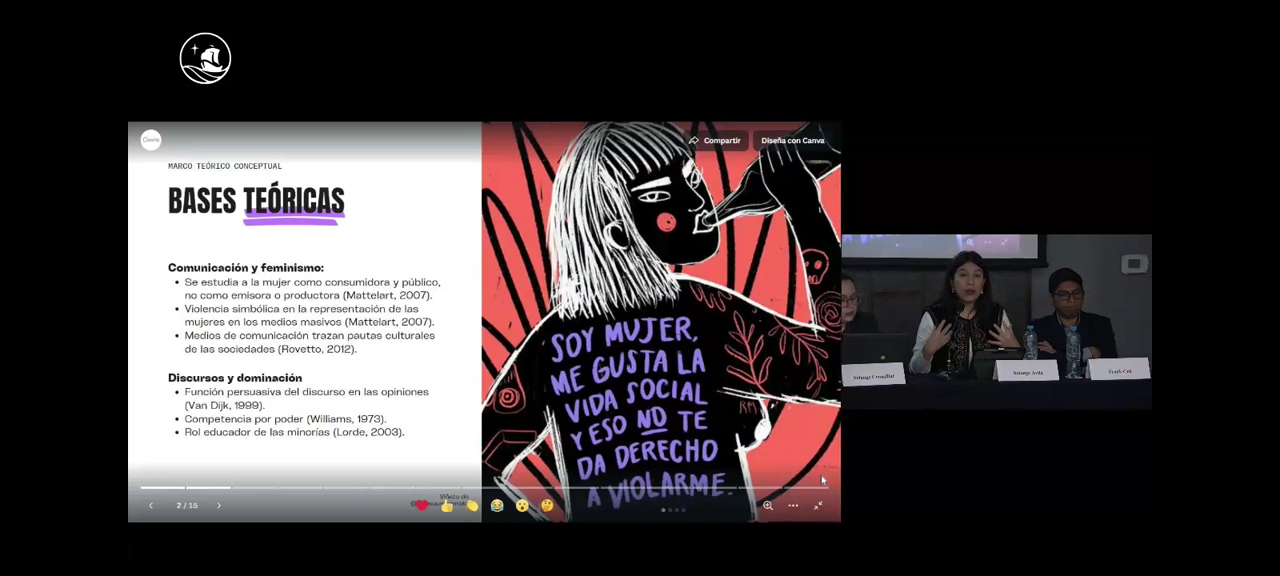 Compartir
Diseña con Canva
MARCO TEÓRICO CONCEPTUAL
BASES TEÓRICAS
Comunicación y feminismo:
Se estudia a la mujer como consumidora y público,
no como emisora o productora (Mattelart, 2007).
Violencia simbólica en la representación de las
mujeres en los medios masivos (Mattelart, 2007).
Medios de comunicación trazan pautas culturales
de las sociedades (Rovetto, 2012).
Discursos y dominación
Función persuasiva del discurso en las opiniones
(Van Dijk, 1999).
Competencia por poder (Williams, 1973).
Rol educador de las minorías (Lorde, 2003).
2 / 15
SOY MUJER,
ME GUSTA LA
VIDA SOCIAL
Y ESO NO TE
DA DERECHO
A VIOLARME.
RM
Solange Avila